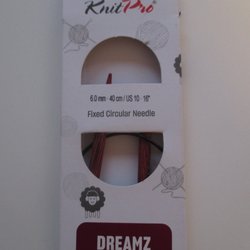 KnitPro
6.0 mm · 40 cm / US 10 · 16"
Fixed Circular Needle
DREAMZ